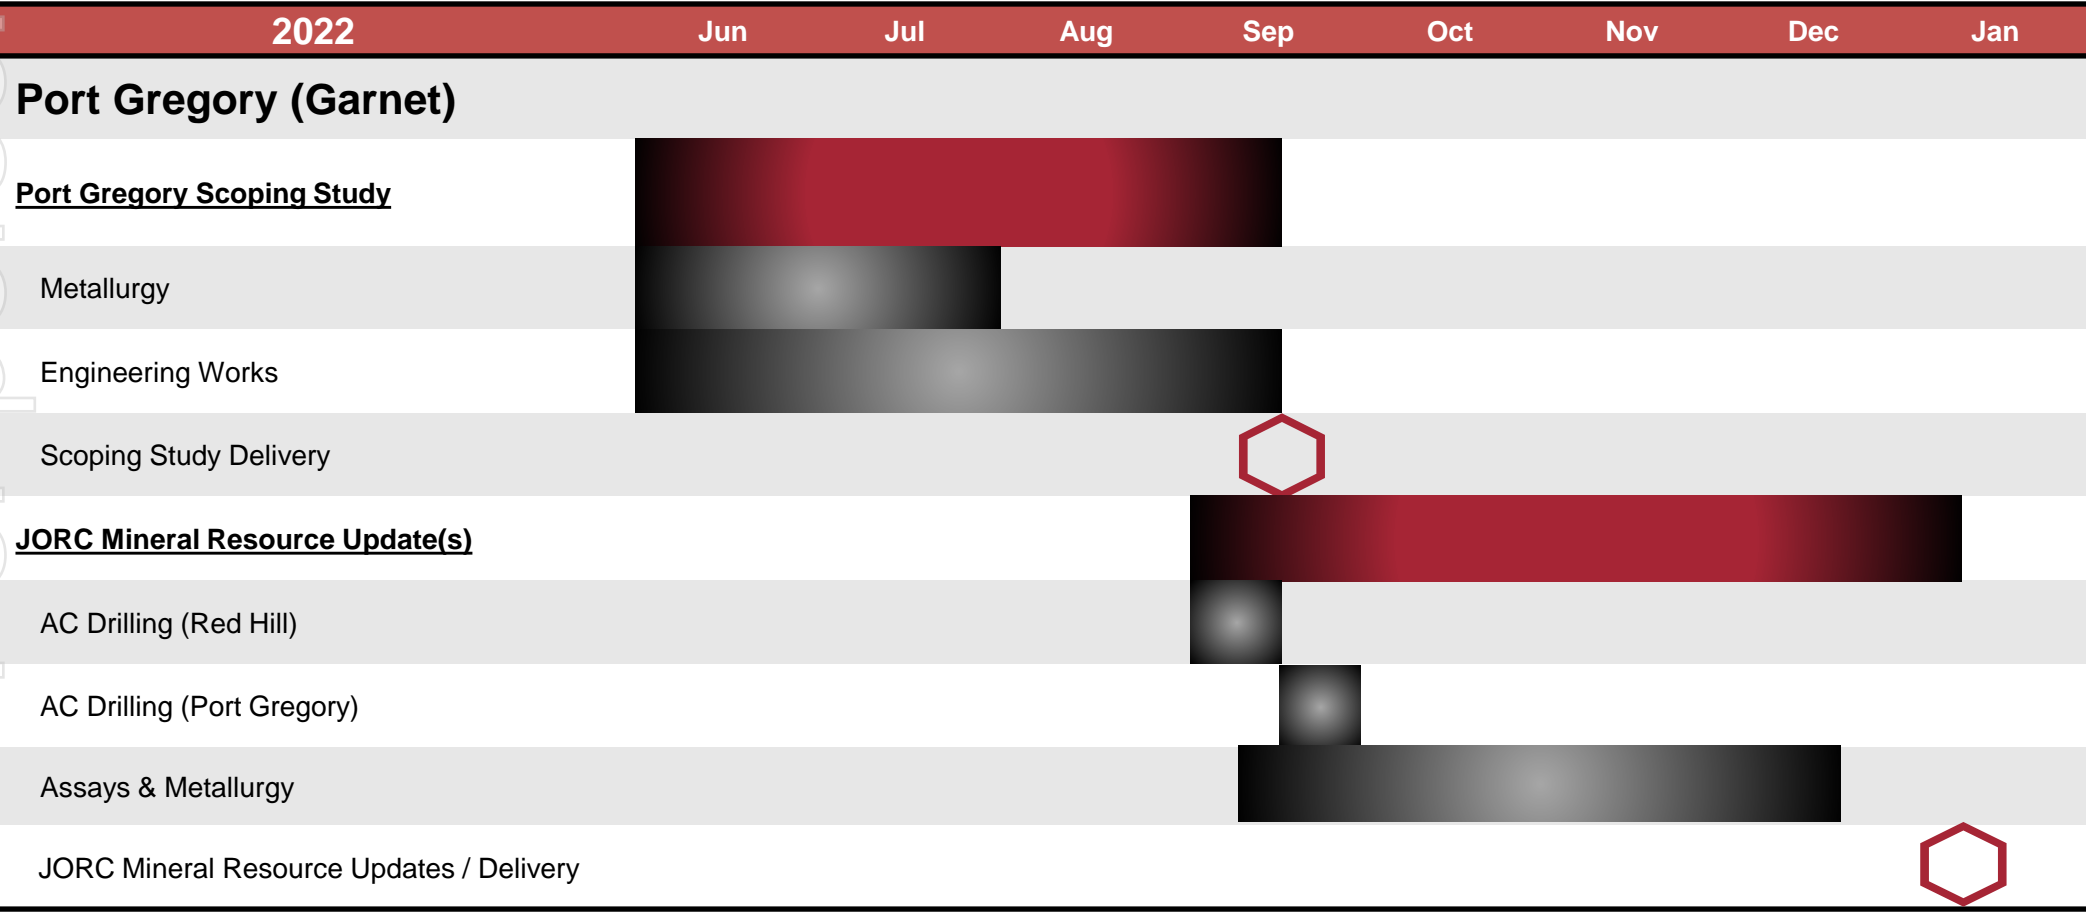 2022 Jun Jul Aug Sep Oct Nov Dec Jan
Port Gregory (Garnet)
Port Gregory Scoping Study
Metallurgy
Engineering Works
Scoping Study Delivery
JORC Mineral Resource Update(s)
AC Drilling (Red Hill)
AC Drilling (Port Gregory)
Assays & Metallurgy
JORC Mineral Resource Updates / Delivery